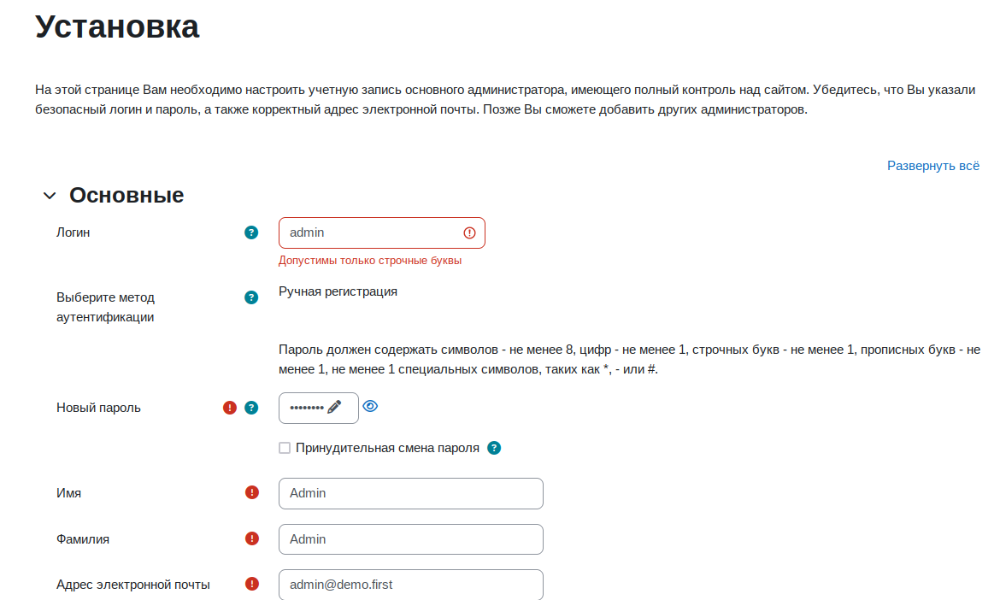 Установка
На этой странице Вам необходимо настроить учетную запись основного администратора, имеющего полный контроль над сайтом. Убедитесь, что Вы указали
безопасный логин и пароль, а также корректный адрес электронной почты. Позже Вы сможете добавить других администраторов.
Развернуть всё
Основные
Логин
admin
Допустимы только строчные буквы
Выберите метод
аутентификации
Ручная регистрация
Пароль должен содержать символов - не менее 8, цифр - не менее 1, строчных букв - не менее 1, прописных букв - не
менее 1, не менее 1 специальных символов, таких как *, - или #.
Новый пароль
••••••••
Принудительная смена пароля
Имя
Admin
Фамилия
Admin
Адрес электронной почты
admin@demo.first